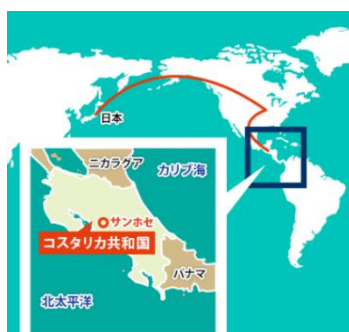 日本
ニカラグア
カリブ海
サンホセ
コスタリカ共和国
パナマ
北太平洋